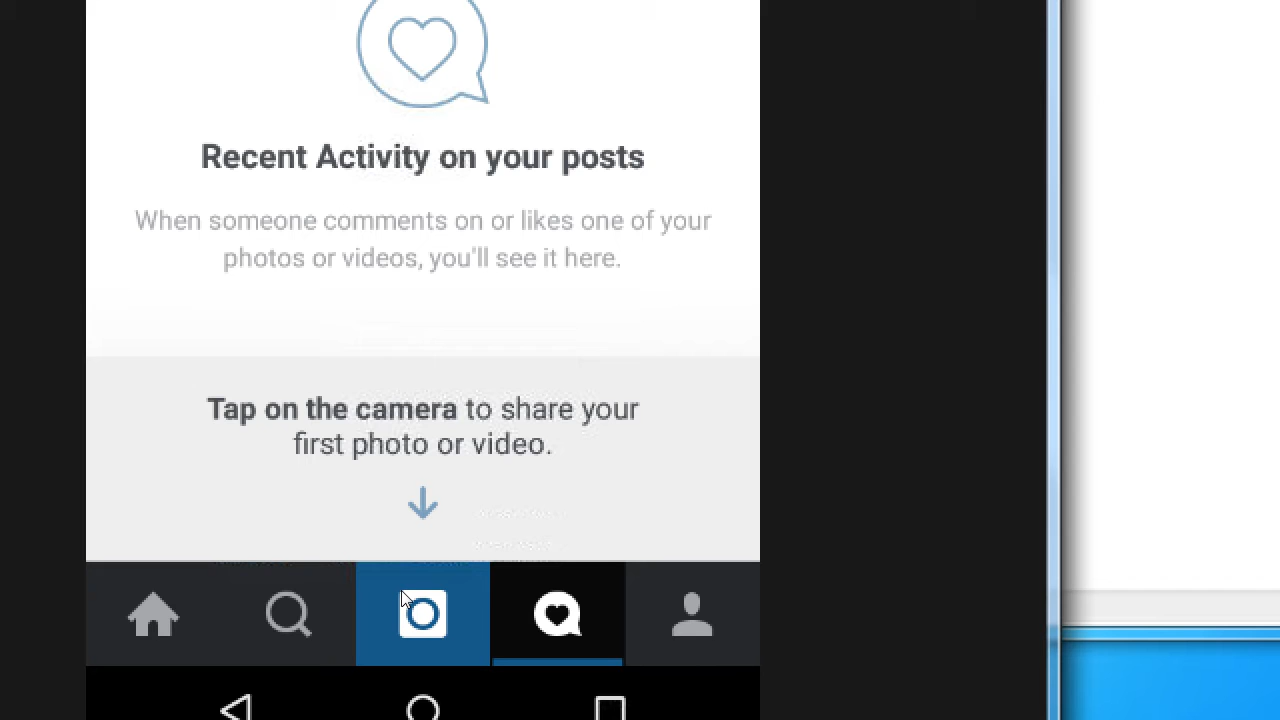 Recent Activity on your posts
When someone comments on or likes one of your
photos or videos, you'll see it here.
Tap on the camera to share your
first photo or video.